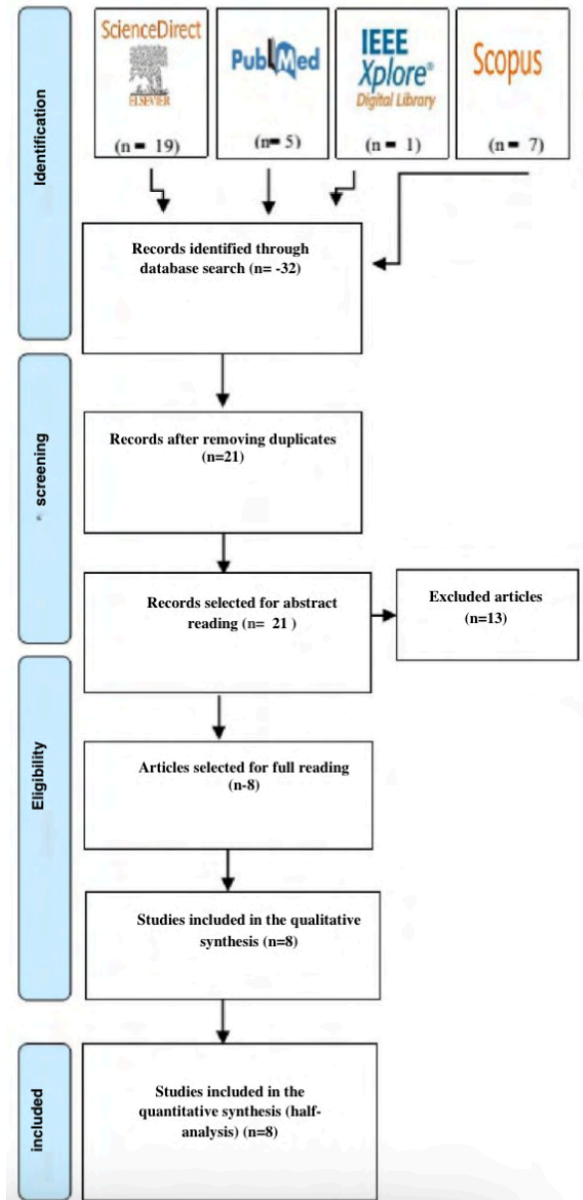 Identification
ScienceDirect
ELSEVIER
(n = 19)
PubMed
(n= 5)
IEEE
Xplore®
Digital Library
(n = 1)
Scopus
(n = 7)
Records identified through
database search (n= -32)
screening
Records after removing duplicates
(n=21)
Records selected for abstract
reading (n= 21 )
Excluded articles
(n=13)
Eligibility
Articles selected for full reading
(n-8)
Studies included in the qualitative
synthesis (n=8)
included
Studies included in the
quantitative synthesis (half-
analysis) (n=8)